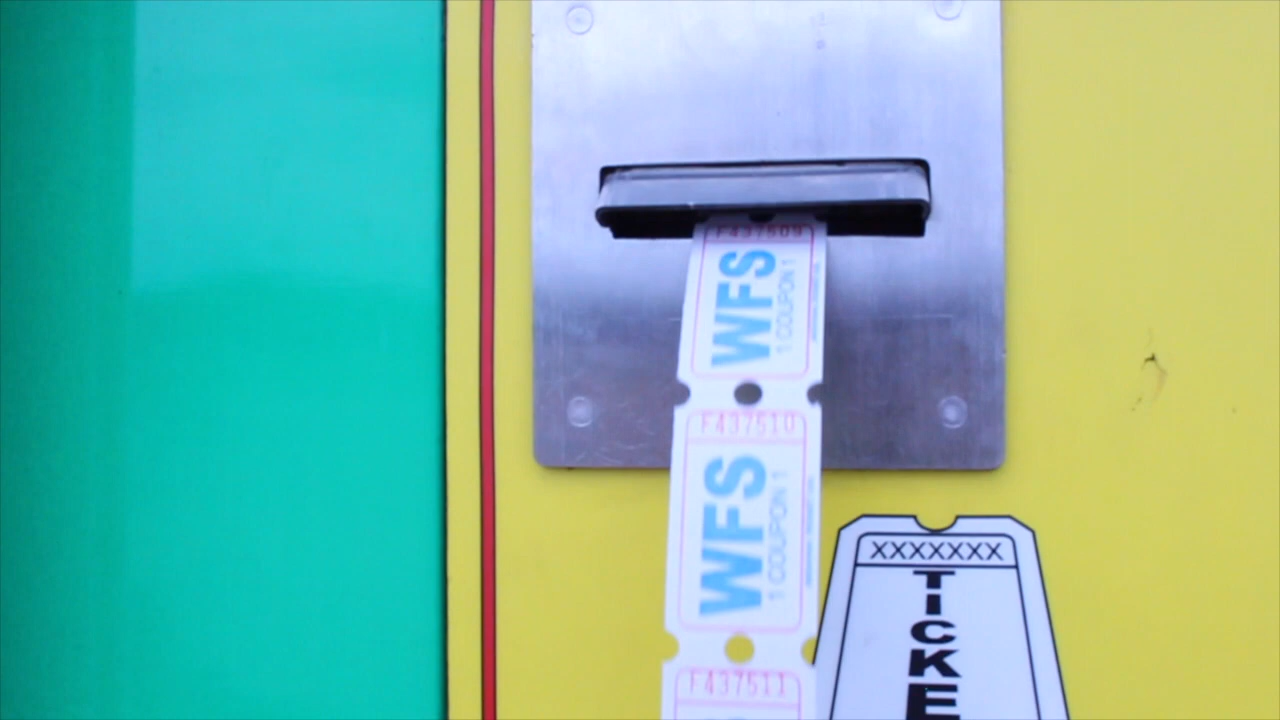 F437509
WFS
1 COUPON 1
F437510
WFS
1 COUPON 1
F437511
XXXXXXX
TICKE